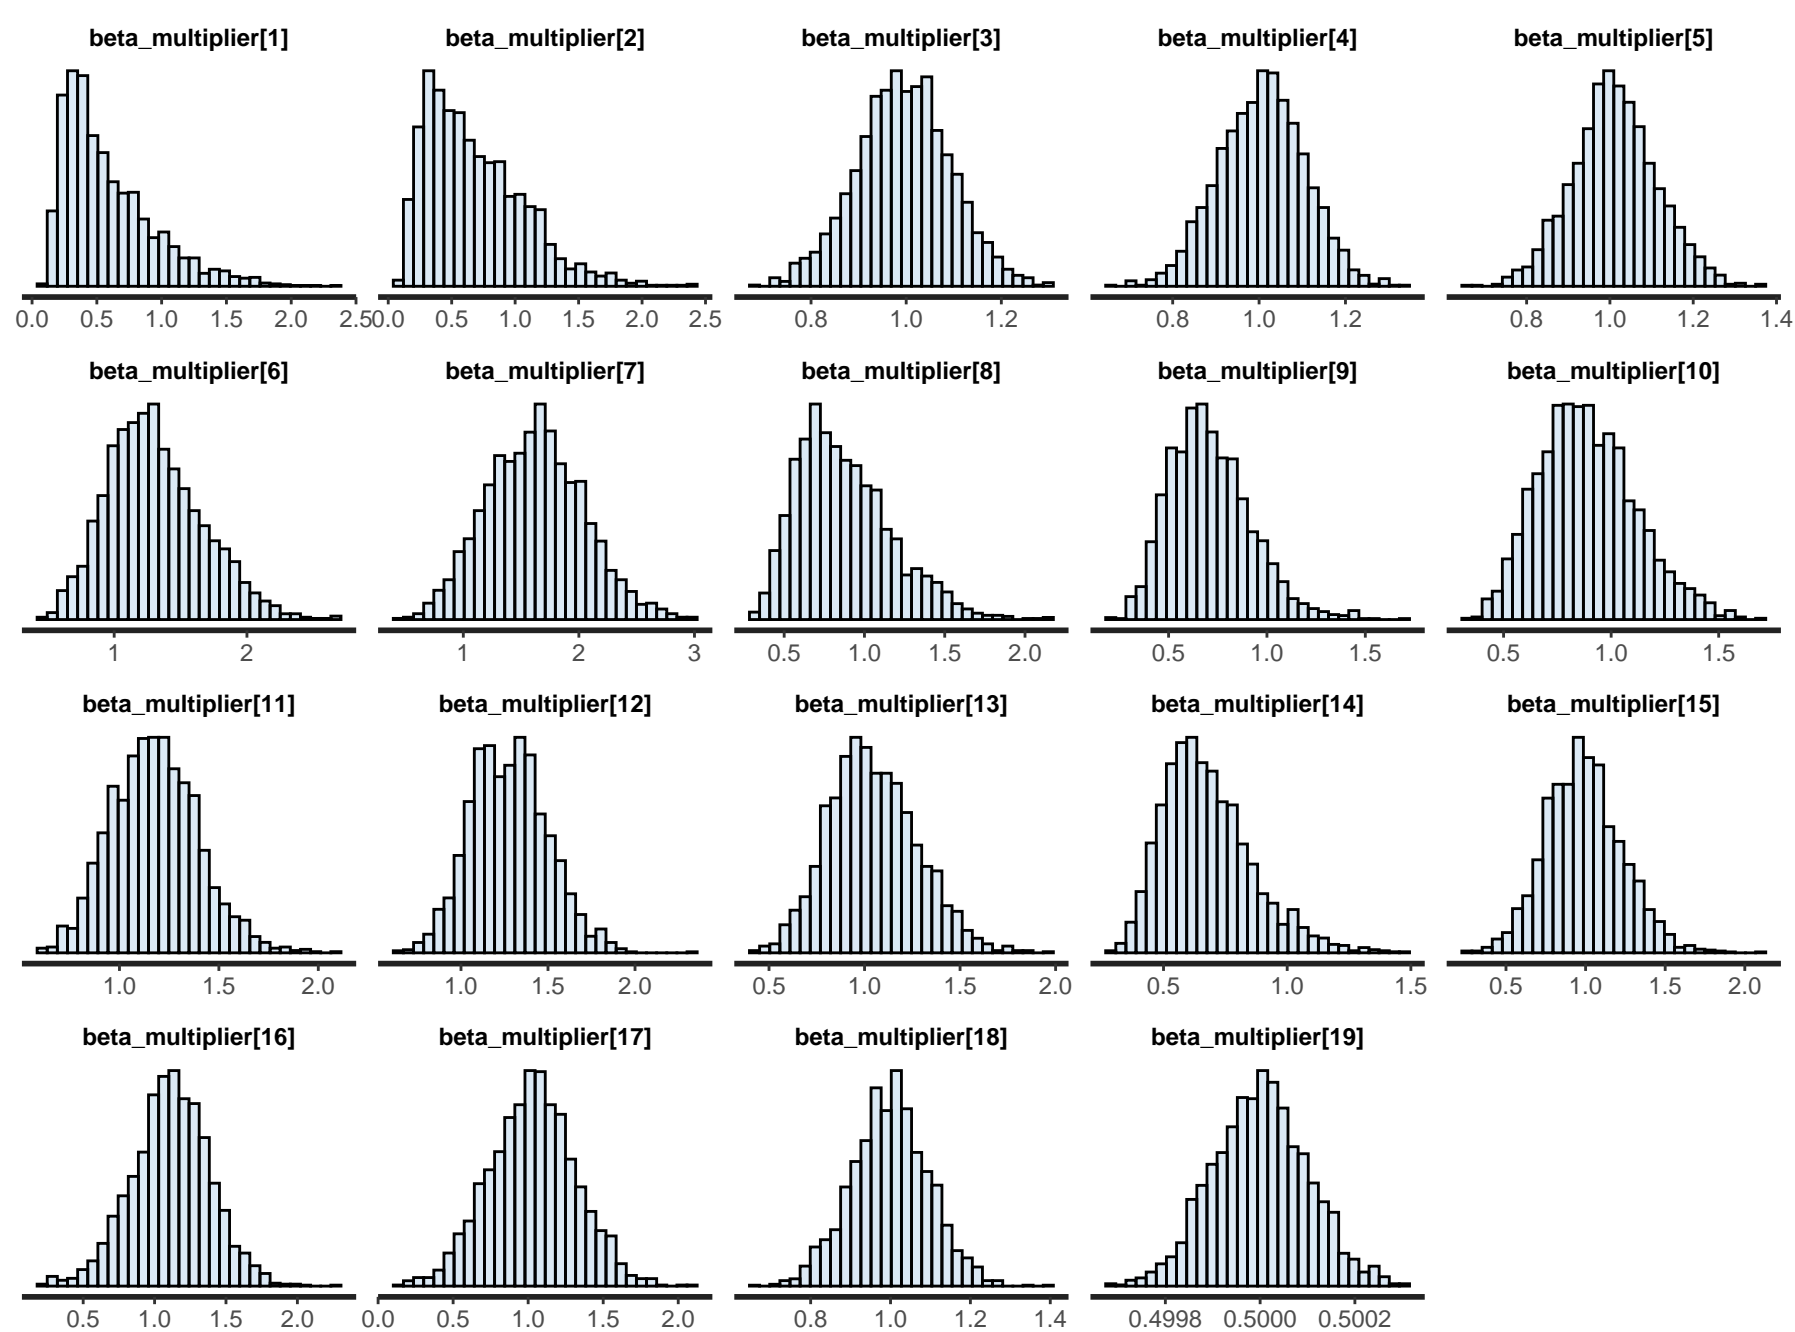 beta_multiplier[1] beta_multiplier[2] beta_multiplier[3] beta_multiplier[4] beta_multiplier[5]
0.0 0.5 1.0 1.5 2.0 2.5 0.0 0.5 1.0 1.5 2.0 2.5 0.8 1.0 1.2 0.8 1.0 1.2 0.8 1.0 1.2 1.4
beta_multiplier[6] beta_multiplier[7] beta_multiplier[8] beta_multiplier[9] beta_multiplier[10]
1 2 1 2 3 0.5 1.0 1.5 2.0 0.5 1.0 1.5 0.5 1.0 1.5
beta_multiplier[11] beta_multiplier[12] beta_multiplier[13] beta_multiplier[14] beta_multiplier[15]
1.0 1.5 2.0 1.0 1.5 2.0 0.5 1.0 1.5 2.0 0.5 1.0 1.5 0.5 1.0 1.5 2.0
beta_multiplier[16] beta_multiplier[17] beta_multiplier[18] beta_multiplier[19]
0.5 1.0 1.5 2.0 0.0 0.5 1.0 1.5 2.0 0.8 1.0 1.2 1.4 0.4998 0.5000 0.5002